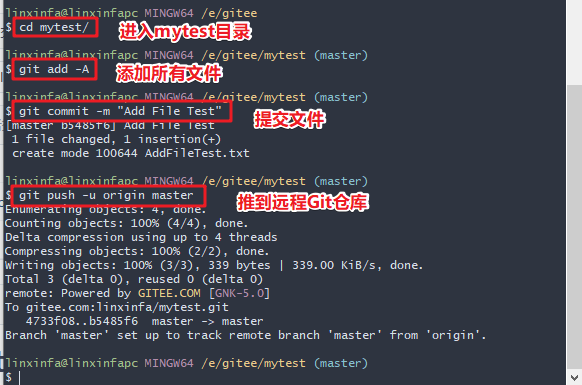 linxinfa@linxinfapc MINGW64 /e/gitee
$ cd mytest/ 进入mytest目录
linxinfa@linxinfapc MINGW64 /e/gitee/mytest (master)
$ git add -A 添加所有文件
linxinfa@linxinfapc MINGW64 /e/gitee/mytest (master)
$ git commit -m "Add File Test" 提交文件
[master b5485f6] Add File Test
1 file changed, 1 insertion(+)
create mode 100644 AddFileTest.txt
linxinfa@linxinfapc MINGW64 /e/gitee/mytest (master)
$ git push -u origin master 推到远程Git仓库
Enumerating objects: 4, done.
Counting objects: 100% (4/4), done.
Delta compression using up to 4 threads
Compressing objects: 100% (2/2), done.
Writing objects: 100% (3/3), 339 bytes | 339.00 KiB/s, done.
Total 3 (delta 0), reused 0 (delta 0)
remote: Powered by GITEE.COM [GNK-5.0]
To gitee.com:linxinfa/mytest.git
4733f08..b5485f6 master -> master
Branch 'master' set up to track remote branch 'master' from 'origin'.
linxinfa@linxinfapc MINGW64 /e/gitee/mytest (master)
$